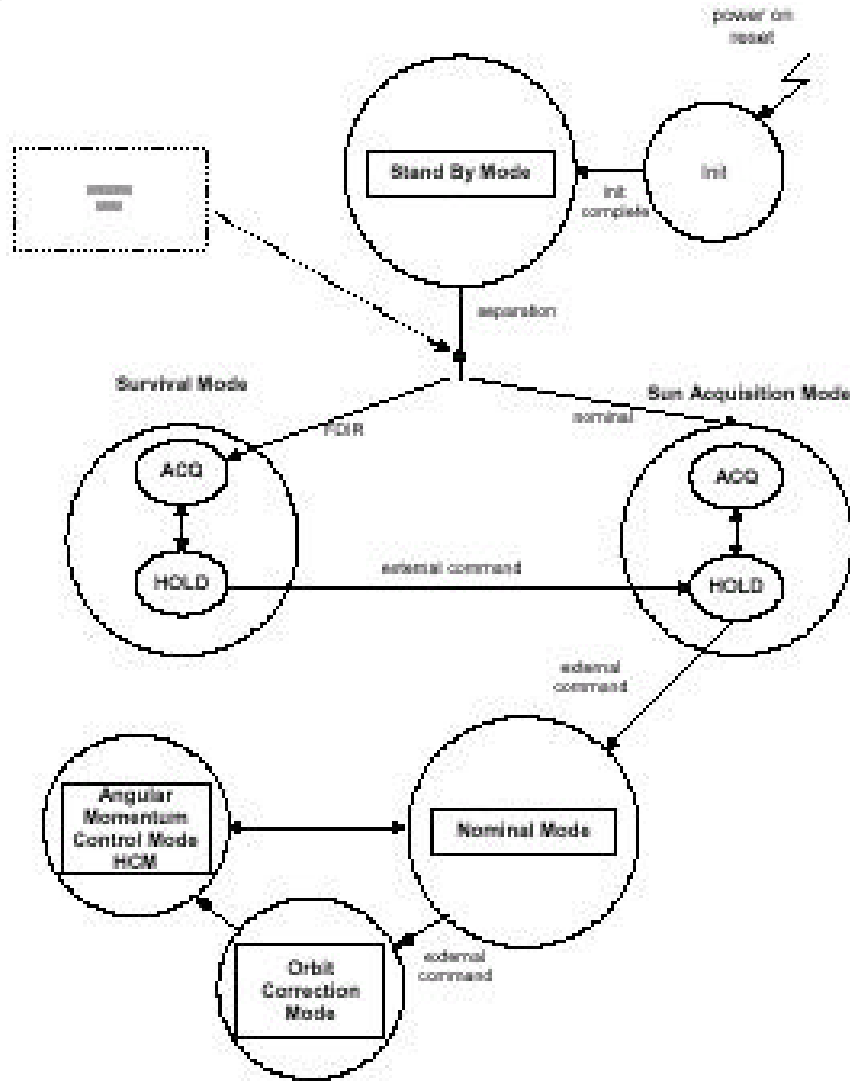 power on
reset
Stand By Mode
Init
init
complete
separation
Survival Mode
Sun Acquisition Mode
FDIR
nominal
ACQ
ACQ
HOLD
external command
HOLD
external
command
Angular
Momentum
Control Mode
HCM
Nominal Mode
external
command
Orbit
Correction
Mode